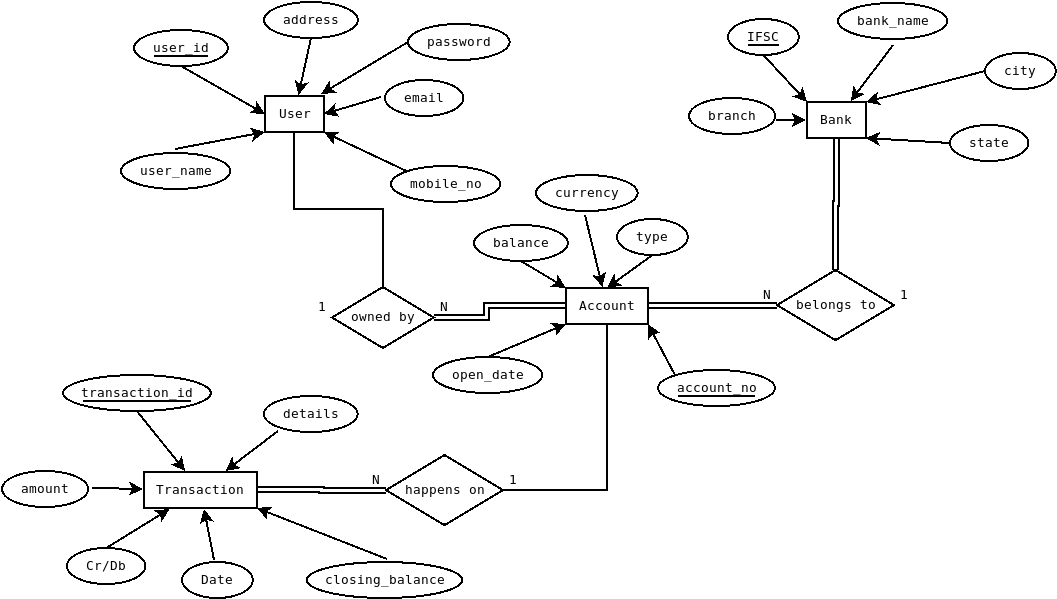 address
bank_name
user_id
password
IFSC
city
email
User
branch
Bank
state
user_name
mobile_no
currency
balance
type
1
owned by
N
Account
N
belongs to
1
open_date
account_no
transaction_id
details
amount
Transaction
N
happens on
1
Cr/Db
Date
closing_balance